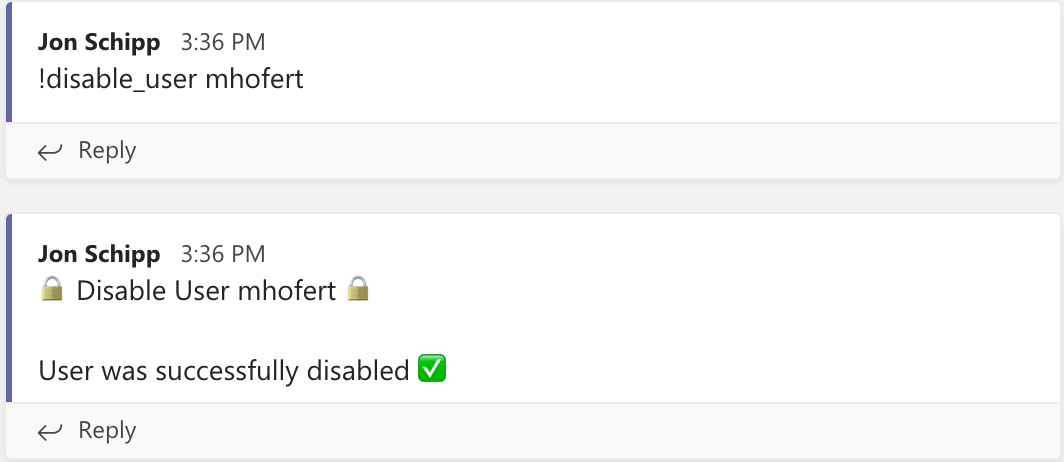 Jon Schipp 3:36 PM
!disable_user mhofert
Reply
Jon Schipp 3:36 PM
🔒 Disable User mhofert 🔒
User was successfully disabled ✅
Reply